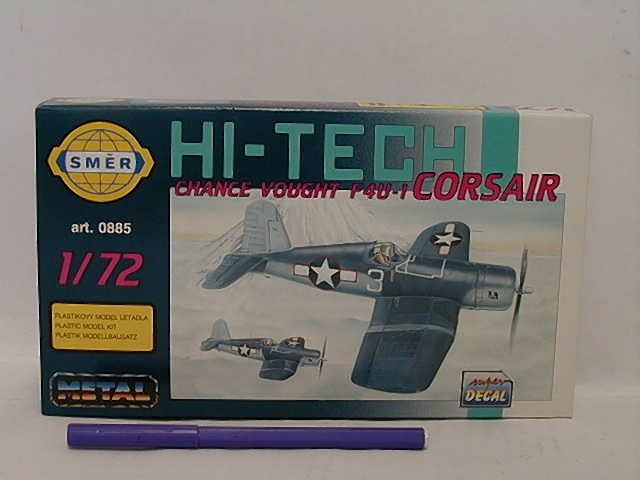 SMĚR
HI-TECH
CHANCE VOUGHT F4U-1 CORSAIR
art. 0885
1/72
3
PLASTIKOVÝ MODEL LETADLA
PLASTIC MODEL KIT
PLASTIK MODELLBAUSATZ
METAL
super
DECAL